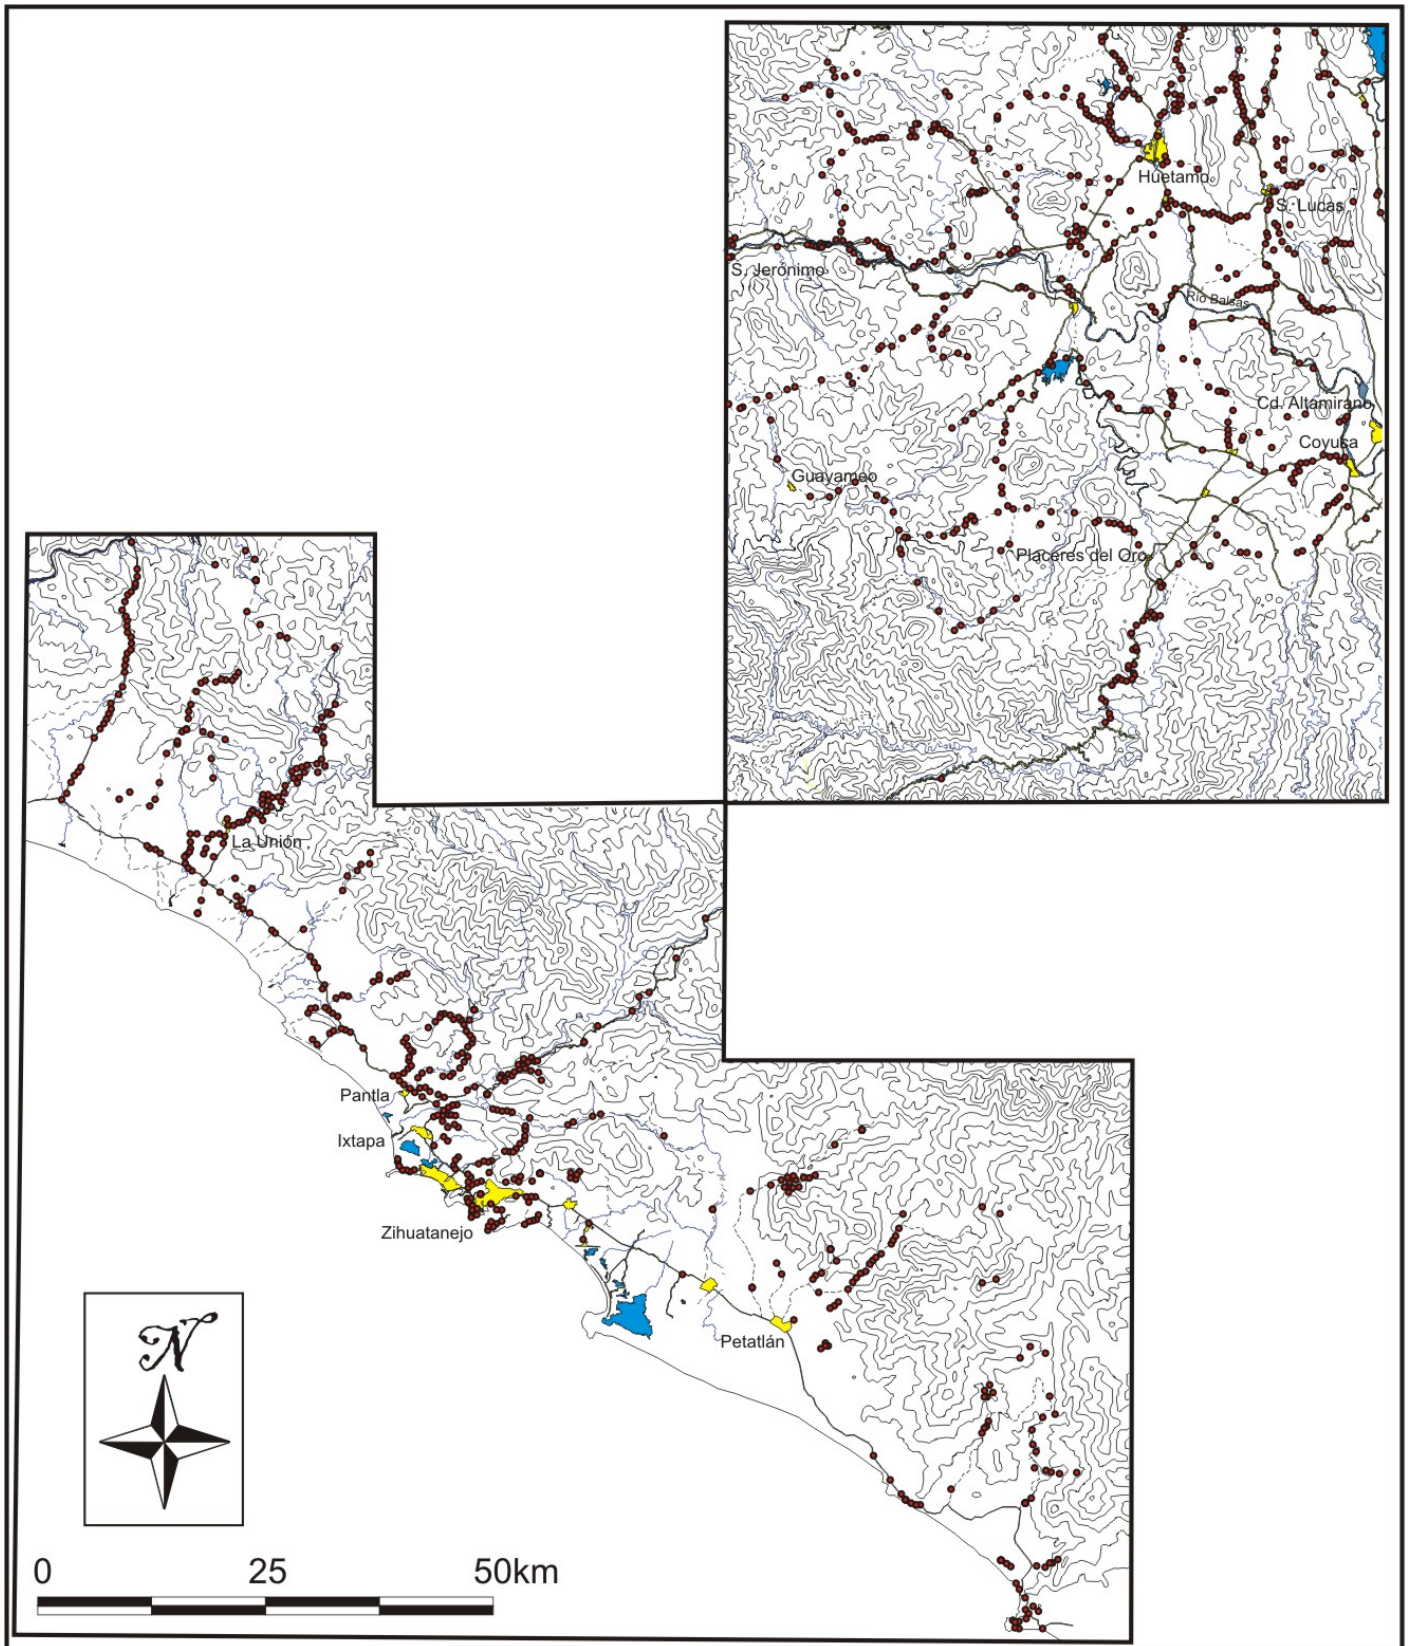 Huetamo
S. Lucas
S. Jerónimo
Río Balsas
Cd. Altamirano
Coyuca
Guayameo
Placeres del Oro
La Unión
Pantla
Ixtapa
Zihuatanejo
Petatlán
N
0 25 50km